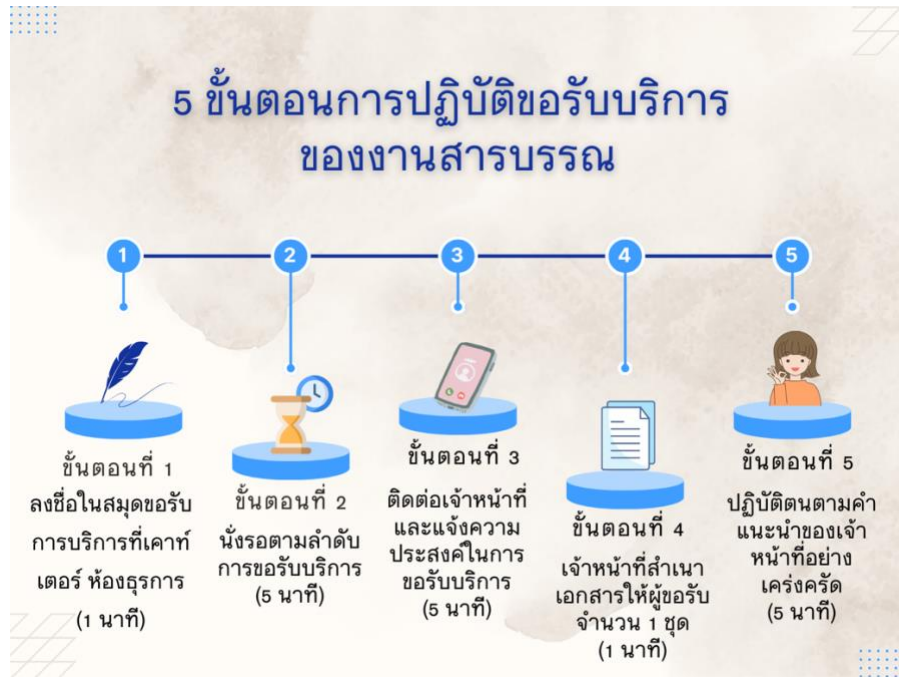 5 ขั้นตอนการปฏิบัติขอรับบริการ
ของงานสารบรรณ
1
2
3
4
5
ขั้นตอนที่ 1
ลงชื่อในสมุดขอรับ
การบริการที่เคาท์
เตอร์ ห้องธุรการ
(1 นาที)
ขั้นตอนที่ 2
นั่งรอตามลำดับ
การขอรับบริการ
(5 นาที)
ขั้นตอนที่ 3
ติดต่อเจ้าหน้าที่
และแจ้งความ
ประสงค์ในการ
ขอรับบริการ
(5 นาที)
ขั้นตอนที่ 4
เจ้าหน้าที่สำเนา
เอกสารให้ผู้ขอรับ
จำนวน 1 ชุด
(1 นาที)
ขั้นตอนที่ 5
ปฏิบัติตนตามคำ
แนะนำของเจ้า
หน้าที่อย่าง
เคร่งครัด
(5 นาที)